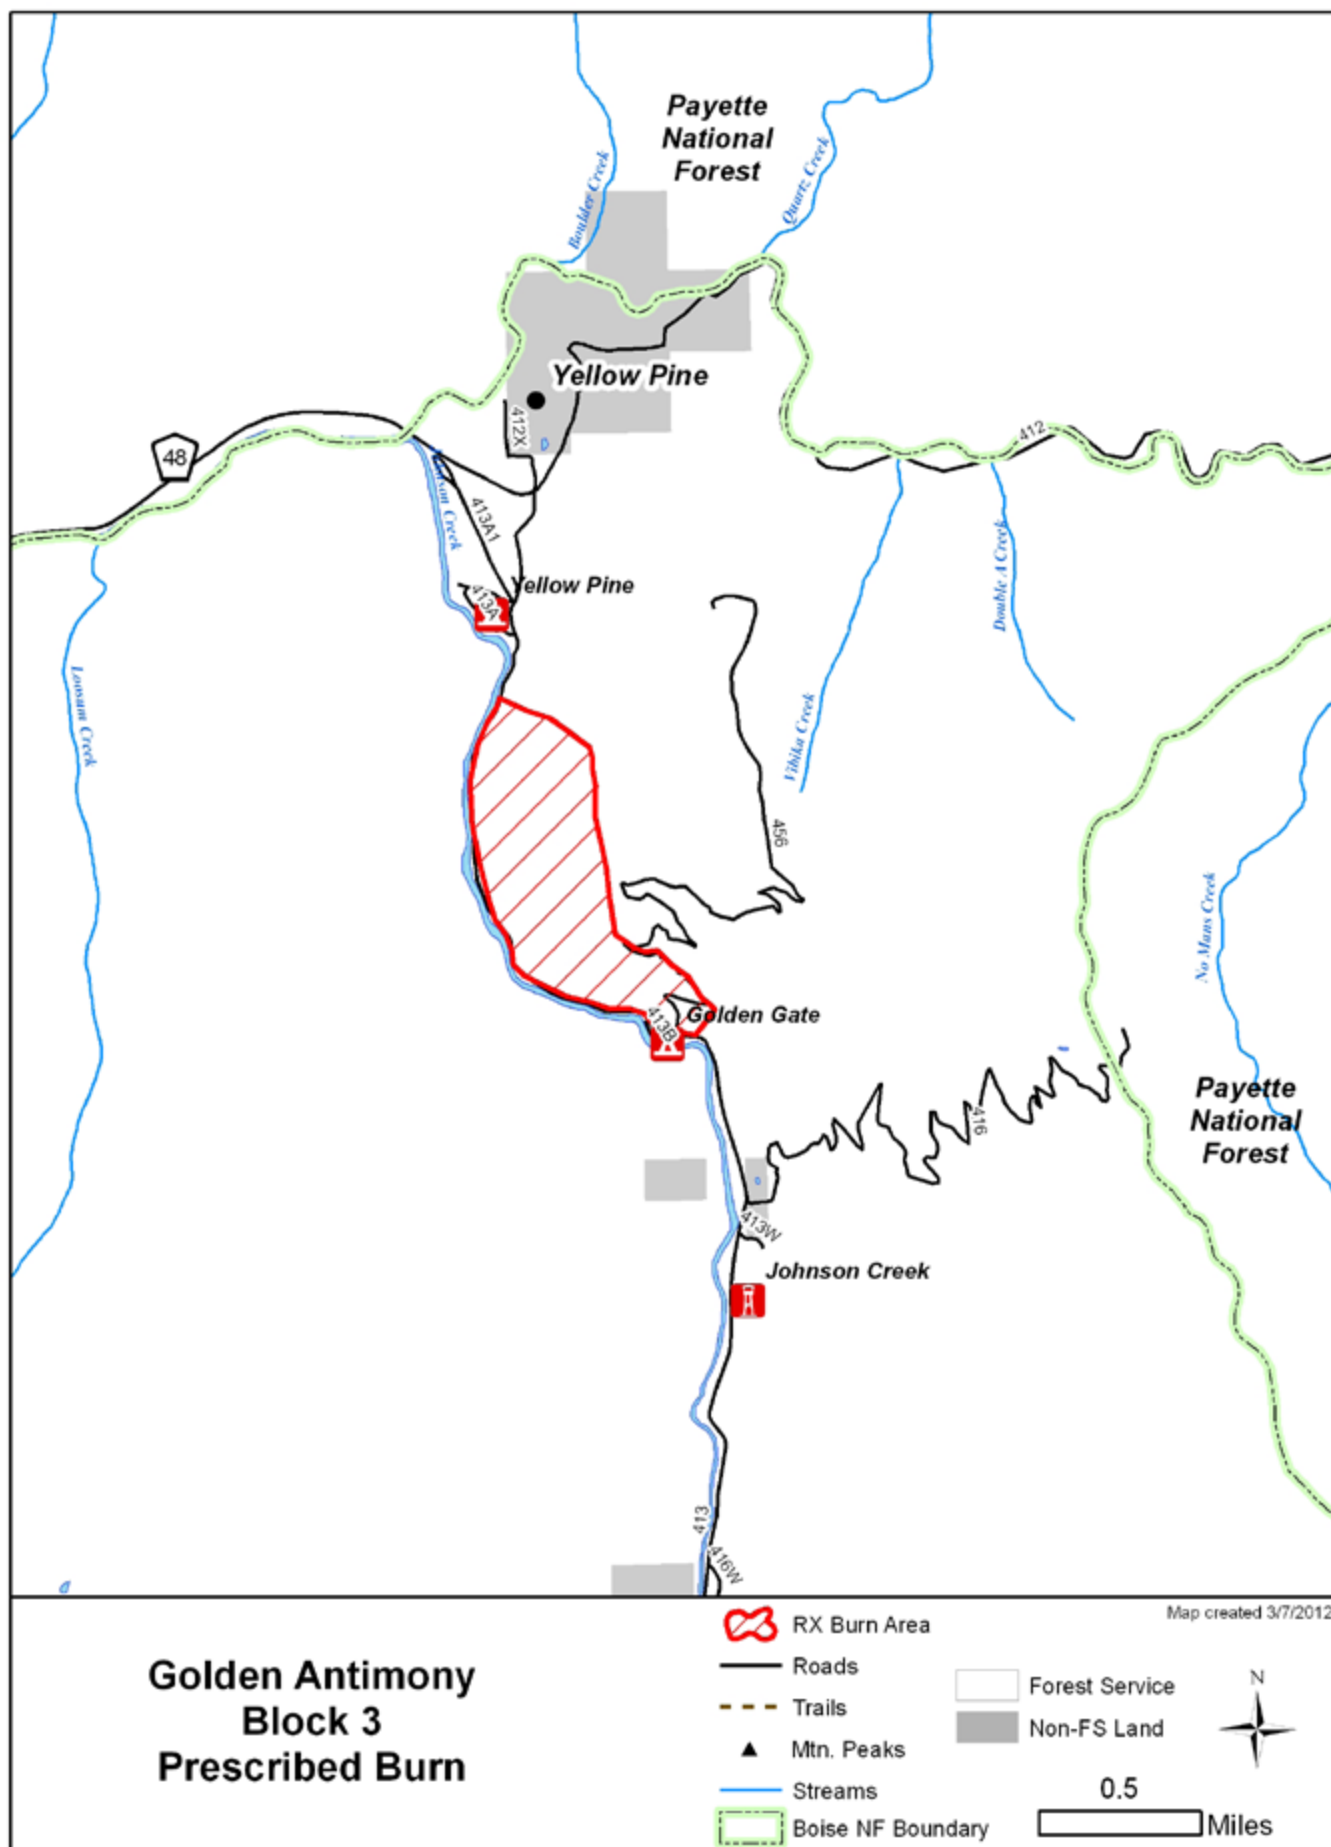 Payette
National
Forest
Boulder Creek
Quartz Creek
Yellow Pine
412X
48
412
413A1
Creek
Yellow Pine
413A
Double A Creek
Loosum Creek
Vibika Creek
456
No Mans Creek
Golden Gate
413B
Payette
National
Forest
416
413W
Johnson Creek
413
416W
Map created 3/7/2012
Golden Antimony
Block 3
Prescribed Burn
RX Burn Area
Roads
Trails
Mtn. Peaks
Streams
Boise NF Boundary
Forest Service
Non-FS Land
N
0.5
Miles